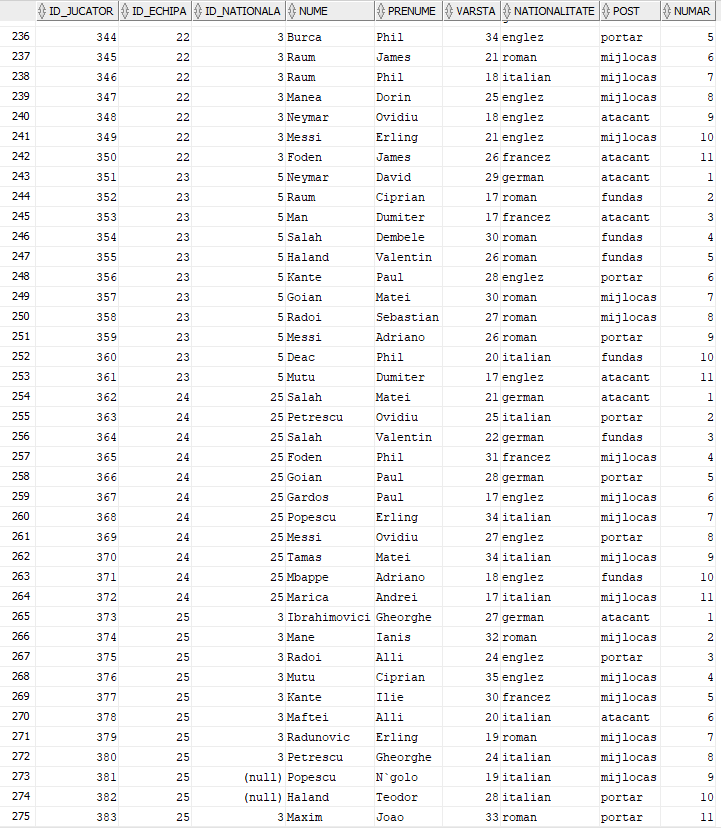 ID_JUCATOR ID_ECHIPA ID_NATIONALA NUME PRENUME VARSTA NATIONALITATE POST NUMAR
236 344 22 3 Burca Phil 34 englez portar 5
237 345 22 3 Raum James 21 roman mijlocas 6
238 346 22 3 Raum Phil 18 italian mijlocas 7
239 347 22 3 Manea Dorin 25 englez mijlocas 8
240 348 22 3 Neymar Ovidiu 18 englez atacant 9
241 349 22 3 Messi Erling 21 englez mijlocas 10
242 350 22 3 Foden James 26 francez atacant 11
243 351 23 5 Neymar David 29 german atacant 1
244 352 23 5 Raum Ciprian 17 roman fundas 2
245 353 23 5 Man Dumiter 17 francez atacant 3
246 354 23 5 Salah Dembele 30 roman fundas 4
247 355 23 5 Haland Valentin 26 roman fundas 5
248 356 23 5 Kante Paul 28 englez portar 6
249 357 23 5 Goian Matei 30 roman mijlocas 7
250 358 23 5 Radoi Sebastian 27 roman mijlocas 8
251 359 23 5 Messi Adriano 26 roman portar 9
252 360 23 5 Deac Phil 20 italian fundas 10
253 361 23 5 Mutu Dumiter 17 englez atacant 11
254 362 24 25 Salah Matei 21 german atacant 1
255 363 24 25 Petrescu Ovidiu 25 italian portar 2
256 364 24 25 Salah Valentin 22 german fundas 3
257 365 24 25 Foden Phil 31 francez mijlocas 4
258 366 24 25 Goian Paul 28 german portar 5
259 367 24 25 Gardos Paul 17 englez mijlocas 6
260 368 24 25 Popescu Erling 34 italian mijlocas 7
261 369 24 25 Messi Ovidiu 27 englez portar 8
262 370 24 25 Tamas Matei 34 italian mijlocas 9
263 371 24 25 Mbappe Adriano 18 englez fundas 10
264 372 24 25 Marica Andrei 17 italian mijlocas 11
265 373 25 3 Ibrahimovici Gheorghe 27 german atacant 1
266 374 25 3 Mane Ianis 32 roman mijlocas 2
267 375 25 3 Radoi Alli 24 englez portar 3
268 376 25 3 Mutu Ciprian 35 englez mijlocas 4
269 377 25 3 Kante Ilie 30 francez mijlocas 5
270 378 25 3 Maftei Alli 20 italian atacant 6
271 379 25 3 Radunovic Erling 19 roman mijlocas 7
272 380 25 3 Petrescu Gheorghe 24 italian mijlocas 8
273 381 25 (null) Popescu N`golo 19 italian mijlocas 9
274 382 25 (null) Haland Teodor 28 italian portar 10
275 383 25 3 Maxim Joao 33 roman portar 11